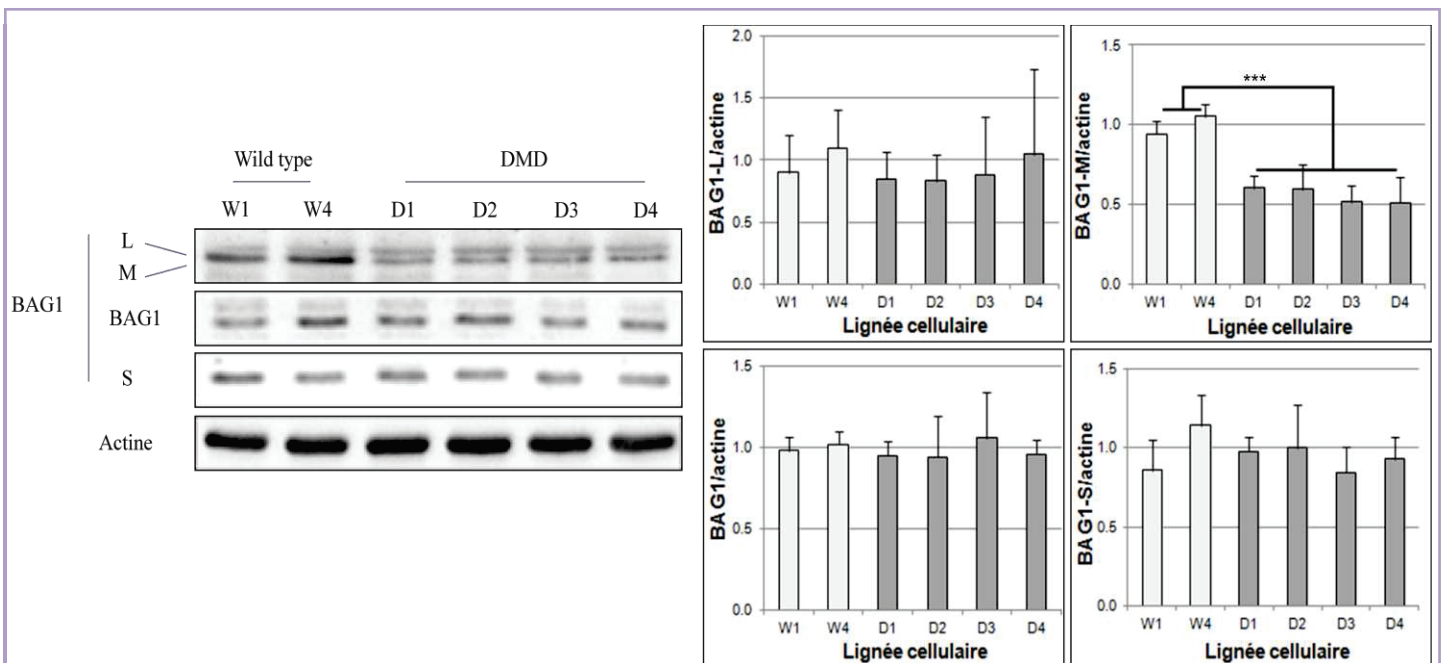 Wild type DMD
W1 W4 D1 D2 D3 D4
L
M
BAG1
BAG1
S
Actine
2.0
1.5
1.0
0.5
0.0
BAG1-L/actine
W1 W4 D1 D2 D3 D4
Lignée cellulaire
1.5
1.0
0.5
0.0
BAG1-M/actine
***
W1 W4 D1 D2 D3 D4
Lignée cellulaire
1.5
1.0
0.5
0.0
BAG1/actine
W1 W4 D1 D2 D3 D4
Lignée cellulaire
1.5
1.0
0.5
0.0
BAG1-S/actine
W1 W4 D1 D2 D3 D4
Lignée cellulaire